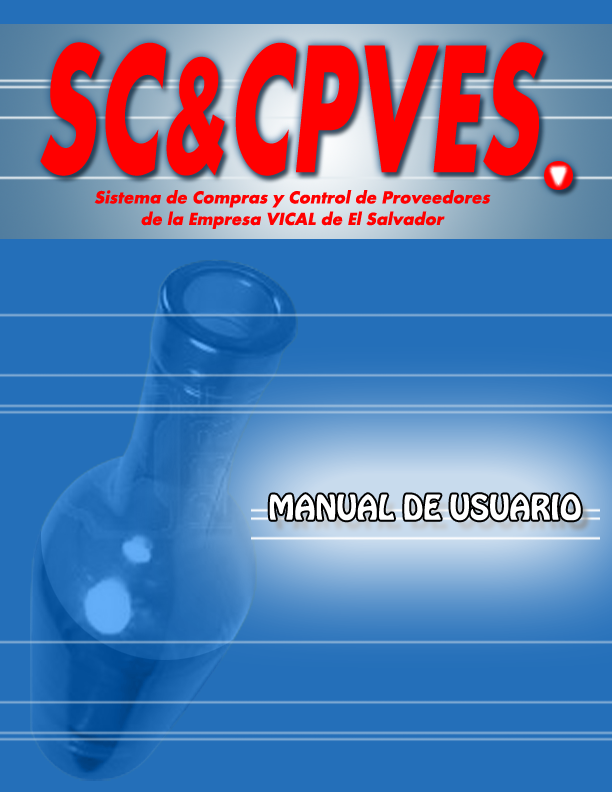 SC&CPVES.
Sistema de Compras y Control de Proveedores
de la Empresa VICAL de El Salvador
MANUAL DE USUARIO